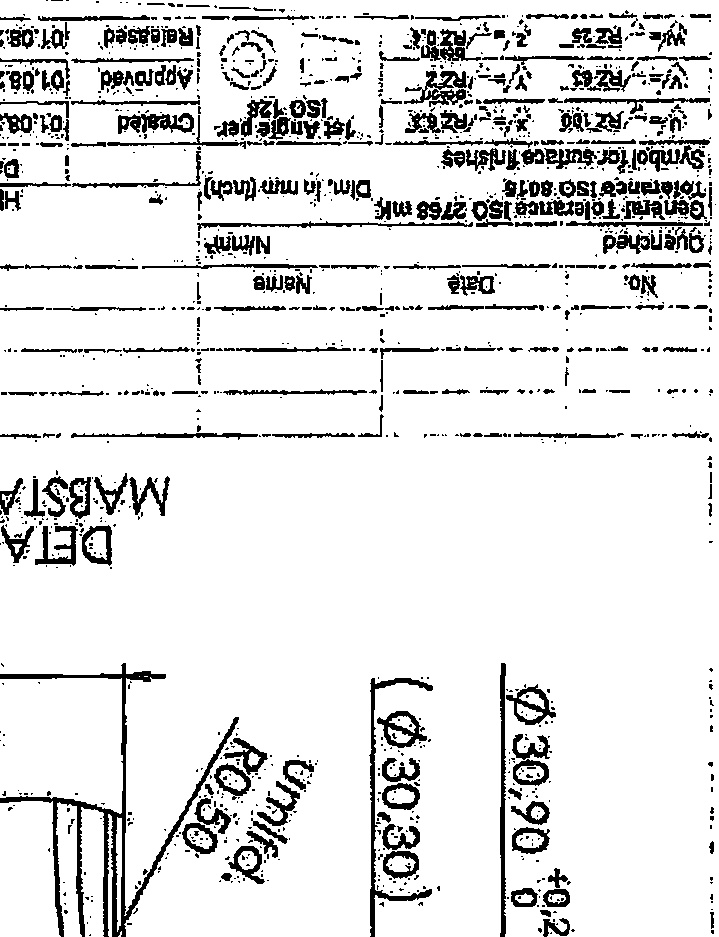 Ø 30,90 +0,2
0
(Ø 30,30)
umlfd.
R0,50
DETA
MABSTA
No. Date Name
Quenched N/mm²
General Tolerance ISO 2768 mK
Tolerance ISO 8015
Dim. in mm (inch)
Symbol for surface finishes
U= RZ 100 X= RZ 6.3
1st Angle per
ISO 128
Created 01.08.
V= RZ 63 Y= RZ 2
Approved 01.08.2
W= RZ 25 Z= RZ 0,4
Released 01.08.2